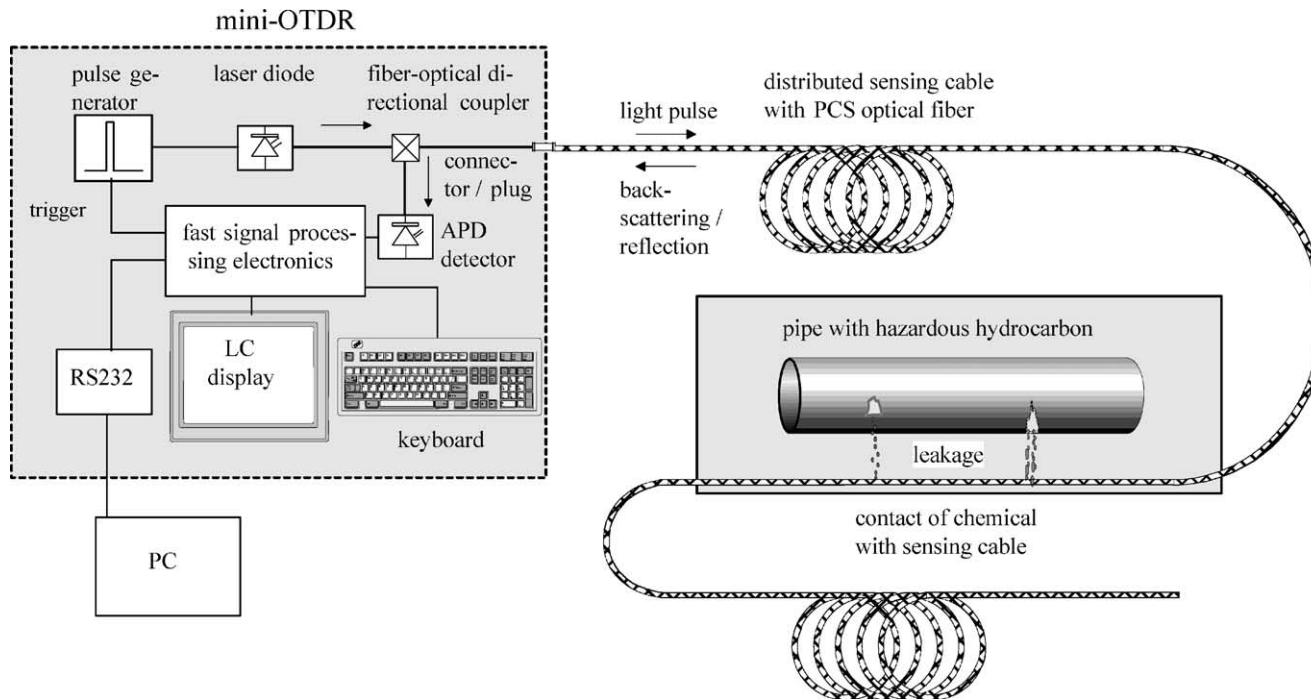 mini-OTDR
pulse ge-
nerator
laser diode
fiber-optical di-
rectional coupler
connec-
tor / plug
trigger
fast signal proces-
sing electronics
APD
detector
RS232
LC
display
keyboard
PC
light pulse
back-
scattering /
reflection
distributed sensing cable
with PCS optical fiber
pipe with hazardous hydrocarbon
leakage
contact of chemical
with sensing cable